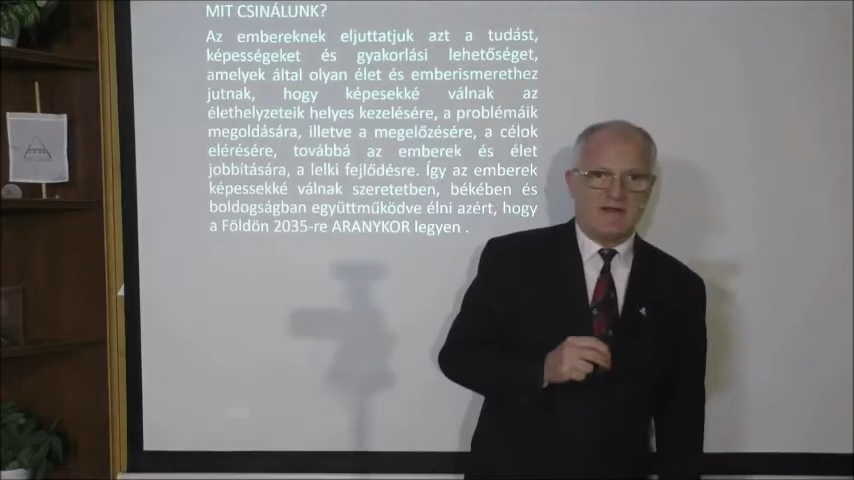 MIT CSINÁLUNK?
Az embereknek eljuttatjuk azt a tudást,
képességeket és gyakorlási lehetőséget,
amelyek által olyan élet és emberismerethez
jutnak, hogy képesekké válnak az
élethelyzeteik helyes kezelésére, a problémáik
megoldására, illetve a megelőzésére, a célok
elérésére, továbbá az emberek és élet
jobbítására, a lelki fejlődésre. Így az emberek
képessekké válnak szeretetben, békében és
boldogságban együttműködve élni azért, hogy
a Földön 2035-re ARANYKOR legyen .